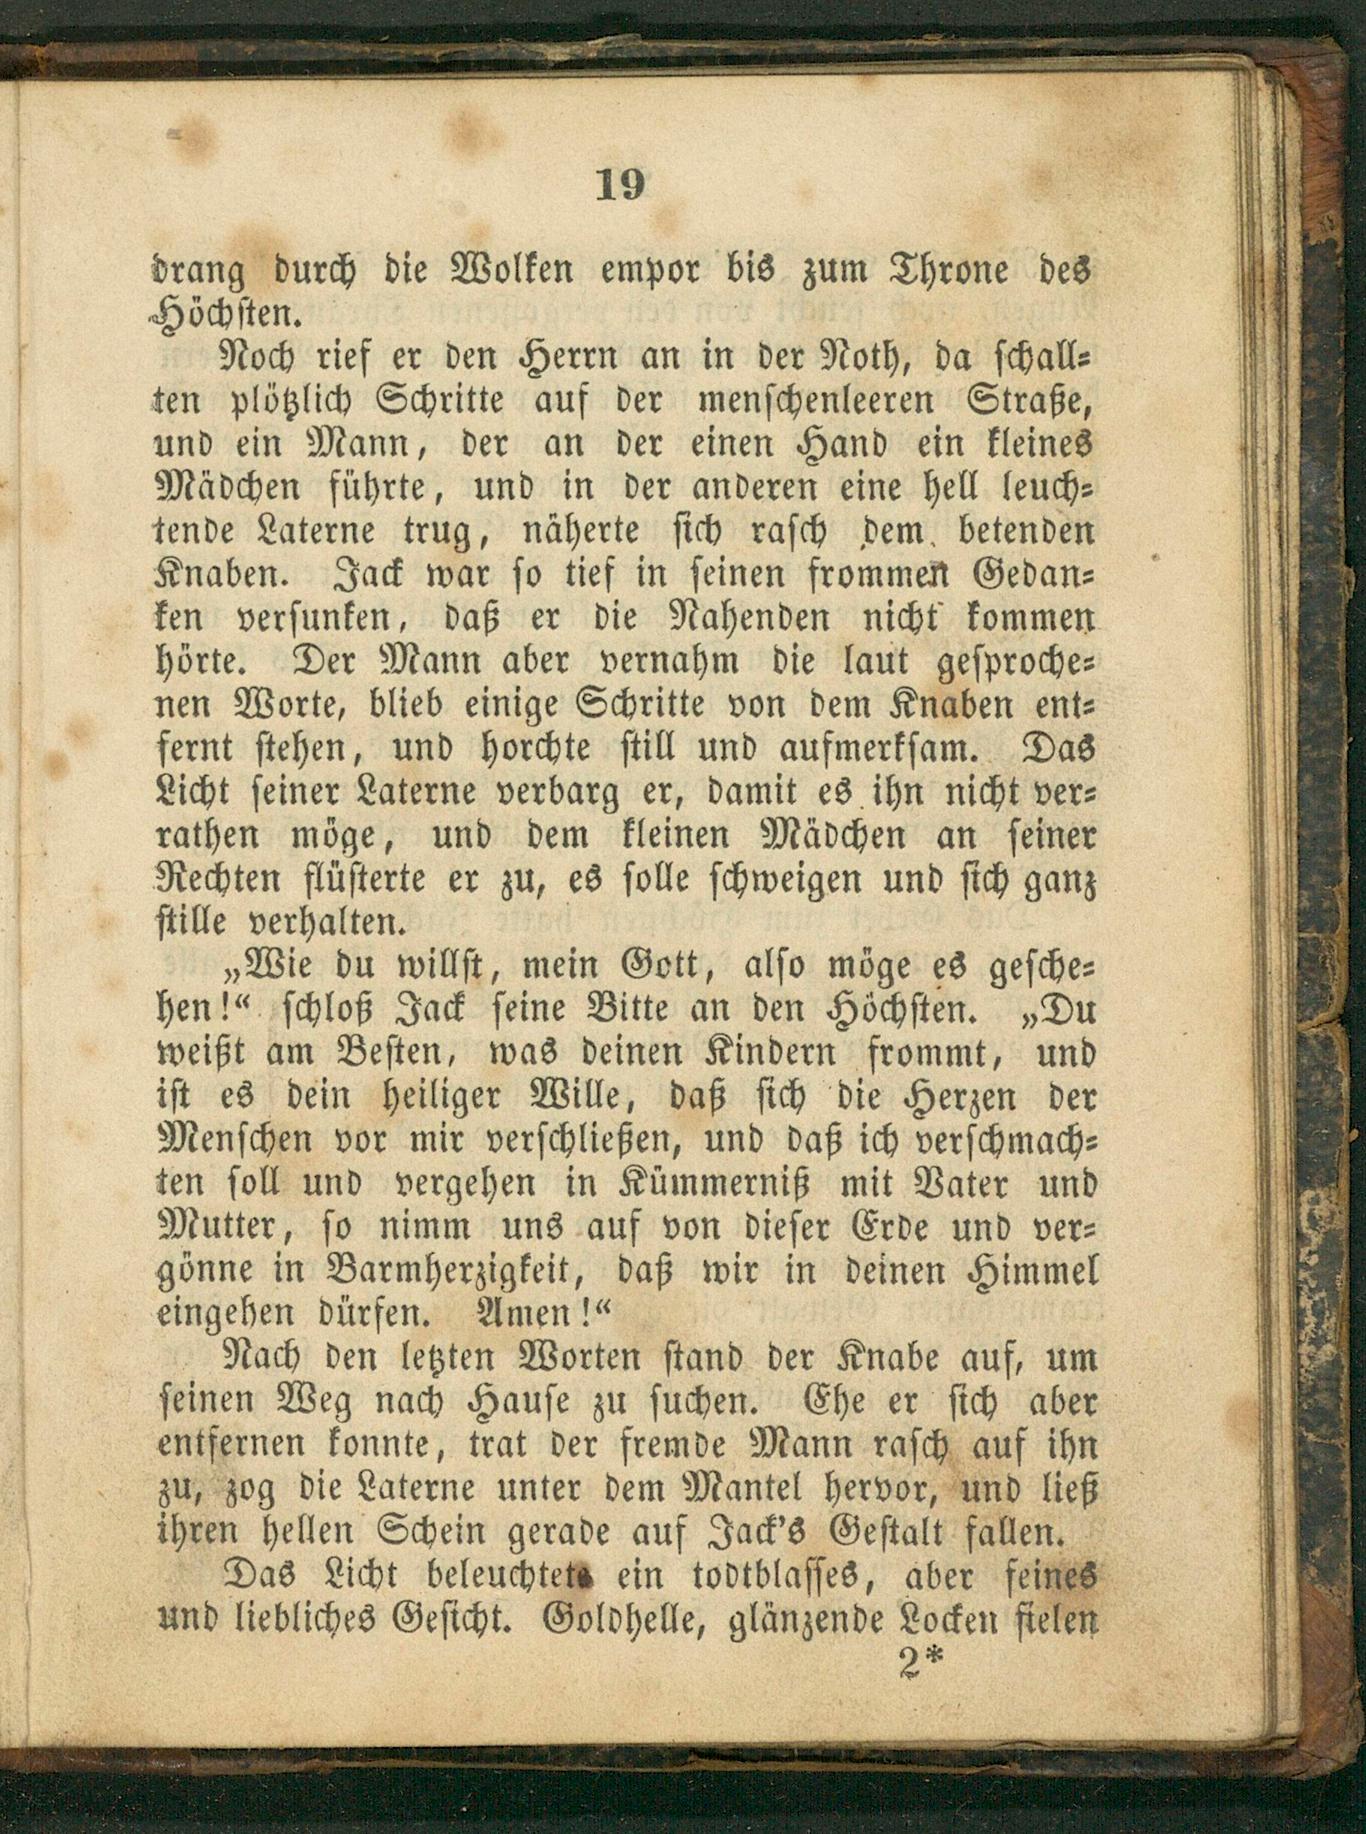 19
drang durch die Wolken empor bis zum Throne des
Höchsten.
Noch rief er den Herrn an in der Noth, da schall=
ten plötzlich Schritte auf der menschenleeren Straße,
und ein Mann, der an der einen Hand ein kleines
Mädchen führte, und in der anderen eine hell leuch=
tende Laterne trug, näherte sich rasch dem betenden
Knaben. Jack war so tief in seinen frommen Gedan=
ken versunken, daß er die Nahenden nicht kommen
hörte. Der Mann aber vernahm die laut gesproche=
nen Worte, blieb einige Schritte von dem Knaben ent=
fernt stehen, und horchte still und aufmerksam. Das
Licht seiner Laterne verbarg er, damit es ihn nicht ver=
rathen möge, und dem kleinen Mädchen an seiner
Rechten flüsterte er zu, es solle schweigen und sich ganz
stille verhalten.
„Wie du willst, mein Gott, also möge es gesche=
hen!“ schloß Jack seine Bitte an den Höchsten. „Du
weißt am Besten, was deinen Kindern frommt, und
ist es dein heiliger Wille, daß sich die Herzen der
Menschen vor mir verschließen, und daß ich verschmach=
ten soll und vergehen in Kümmerniß mit Vater und
Mutter, so nimm uns auf von dieser Erde und ver=
gönne in Barmherzigkeit, daß wir in deinen Himmel
eingehen dürfen. Amen!“
Nach den letzten Worten stand der Knabe auf, um
seinen Weg nach Hause zu suchen. Ehe er sich aber
entfernen konnte, trat der fremde Mann rasch auf ihn
zu, zog die Laterne unter dem Mantel hervor, und ließ
ihren hellen Schein gerade auf Jack's Gestalt fallen.
Das Licht beleuchtete ein todtblasses, aber feines
und liebliches Gesicht. Goldhelle, glänzende Locken fielen
2*